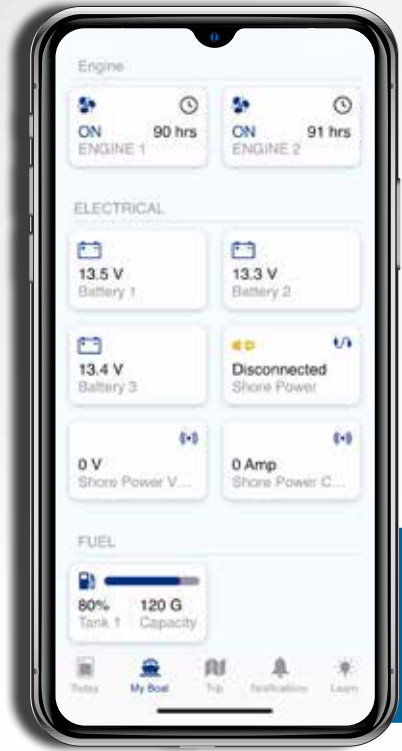 Engine
ON 90 hrs
ENGINE 1
ON 91 hrs
ENGINE 2
ELECTRICAL
13.5 V
Battery 1
13.3 V
Battery 2
13.4 V
Battery 3
Disconnected
Shore Power
0 V
Shore Power V...
0 Amp
Shore Power C...
FUEL
80% 120 G
Tank 1 Capacity
Today My Boat Trip Notifications Learn